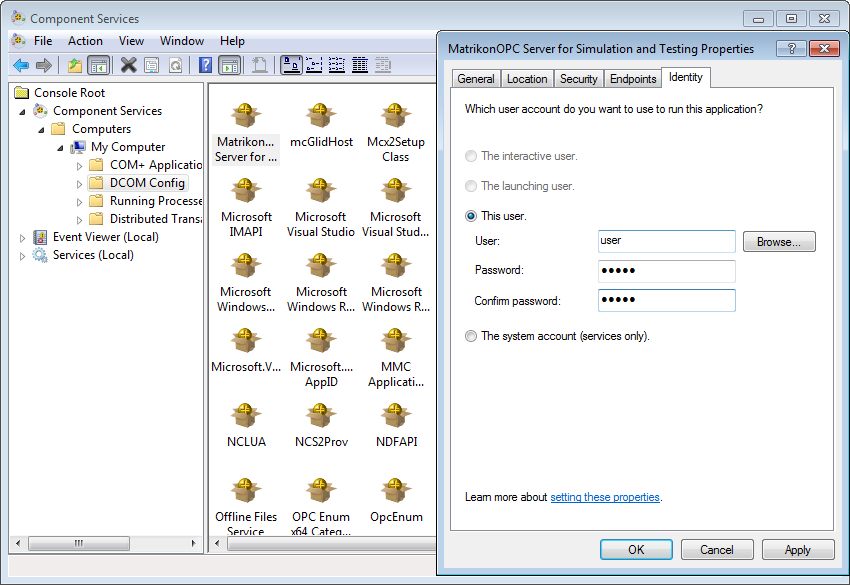 Component Services
File Action View Window Help
Console Root
Component Services
Computers
My Computer
COM+ Applicatio
DCOM Config
Running Processe
Distributed Transa
Event Viewer (Local)
Services (Local)
Matrikon... mcGlidHost Mcx2Setup
Server for ... Class
Microsoft Microsoft Microsoft
IMAPI Visual Studio Visual Stud...
Microsoft Microsoft Microsoft
Windows... Windows R... Windows R...
Microsoft.V... Microsoft.... MMC
AppID Applicati...
NCLUA NCS2Prov NDFAPI
Offline Files OPC Enum OpcEnum
Service x64 Categ...
MatrikonOPC Server for Simulation and Testing Properties
General Location Security Endpoints Identity
Which user account do you want to use to run this application?
The interactive user.
The launching user.
This user.
User: user Browse...
Password: •••••
Confirm password: •••••
The system account (services only).
Learn more about setting these properties.
OK Cancel Apply